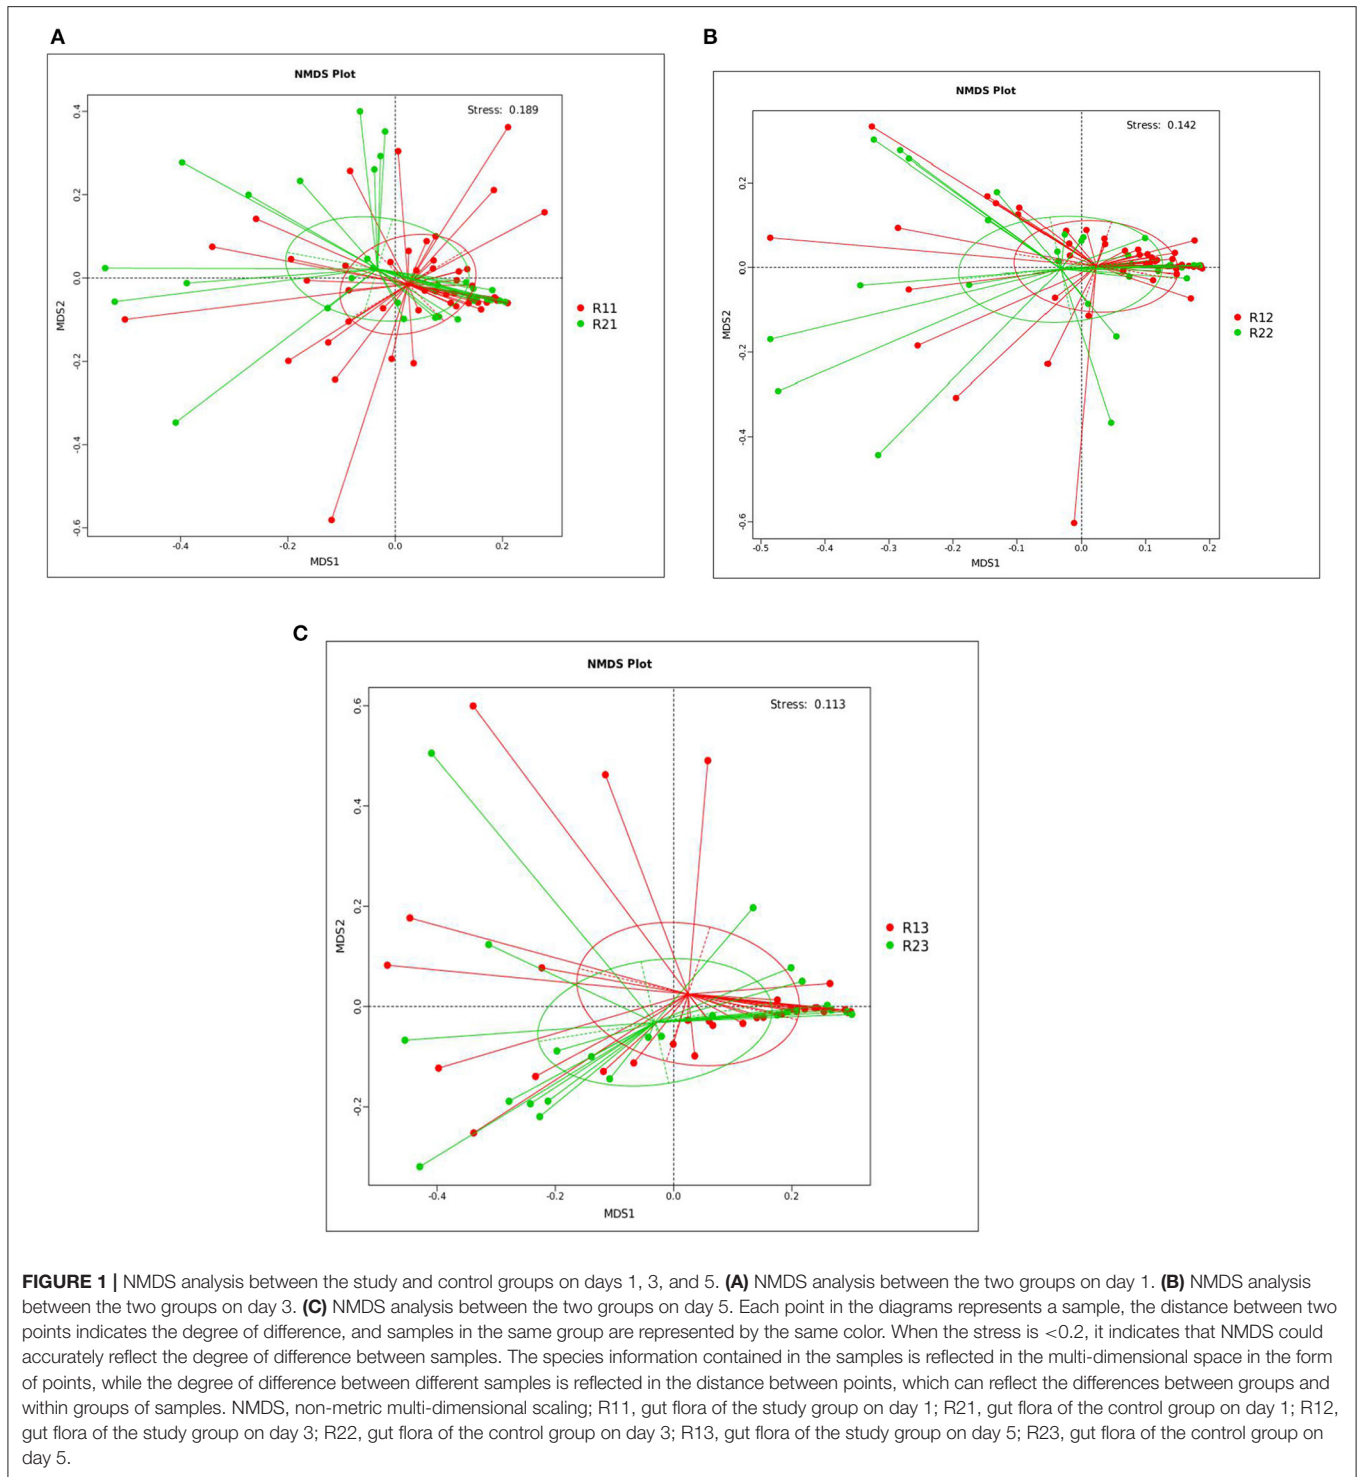 A
NMDS Plot
Stress: 0.189
0.4
0.2
0.0
-0.2
-0.4
-0.6
MDS2
-0.4 -0.2 0.0 0.2
MDS1
R11
R21
B
NMDS Plot
Stress: 0.142
0.2
0.0
-0.2
-0.4
-0.6
MDS2
-0.5 -0.4 -0.2 -0.1 0.0 0.1 0.2
MDS1
R12
R22
C
NMDS Plot
Stress: 0.113
0.6
0.4
0.2
0.0
-0.2
MDS2
-0.4 -0.2 0.0 0.2
MDS1
R13
R23
FIGURE 1 | NMDS analysis between the study and control groups on days 1, 3, and 5. (A) NMDS analysis between the two groups on day 1. (B) NMDS analysis
between the two groups on day 3. (C) NMDS analysis between the two groups on day 5. Each point in the diagrams represents a sample, the distance between two
points indicates the degree of difference, and samples in the same group are represented by the same color. When the stress is <0.2, it indicates that NMDS could
accurately reflect the degree of difference between samples. The species information contained in the samples is reflected in the multi-dimensional space in the form
of points, while the degree of difference between different samples is reflected in the distance between points, which can reflect the differences between groups and
within groups of samples. NMDS, non-metric multi-dimensional scaling; R11, gut flora of the study group on day 1; R21, gut flora of the control group on day 1; R12,
gut flora of the study group on day 3; R22, gut flora of the control group on day 3; R13, gut flora of the study group on day 5; R23, gut flora of the control group on
day 5.